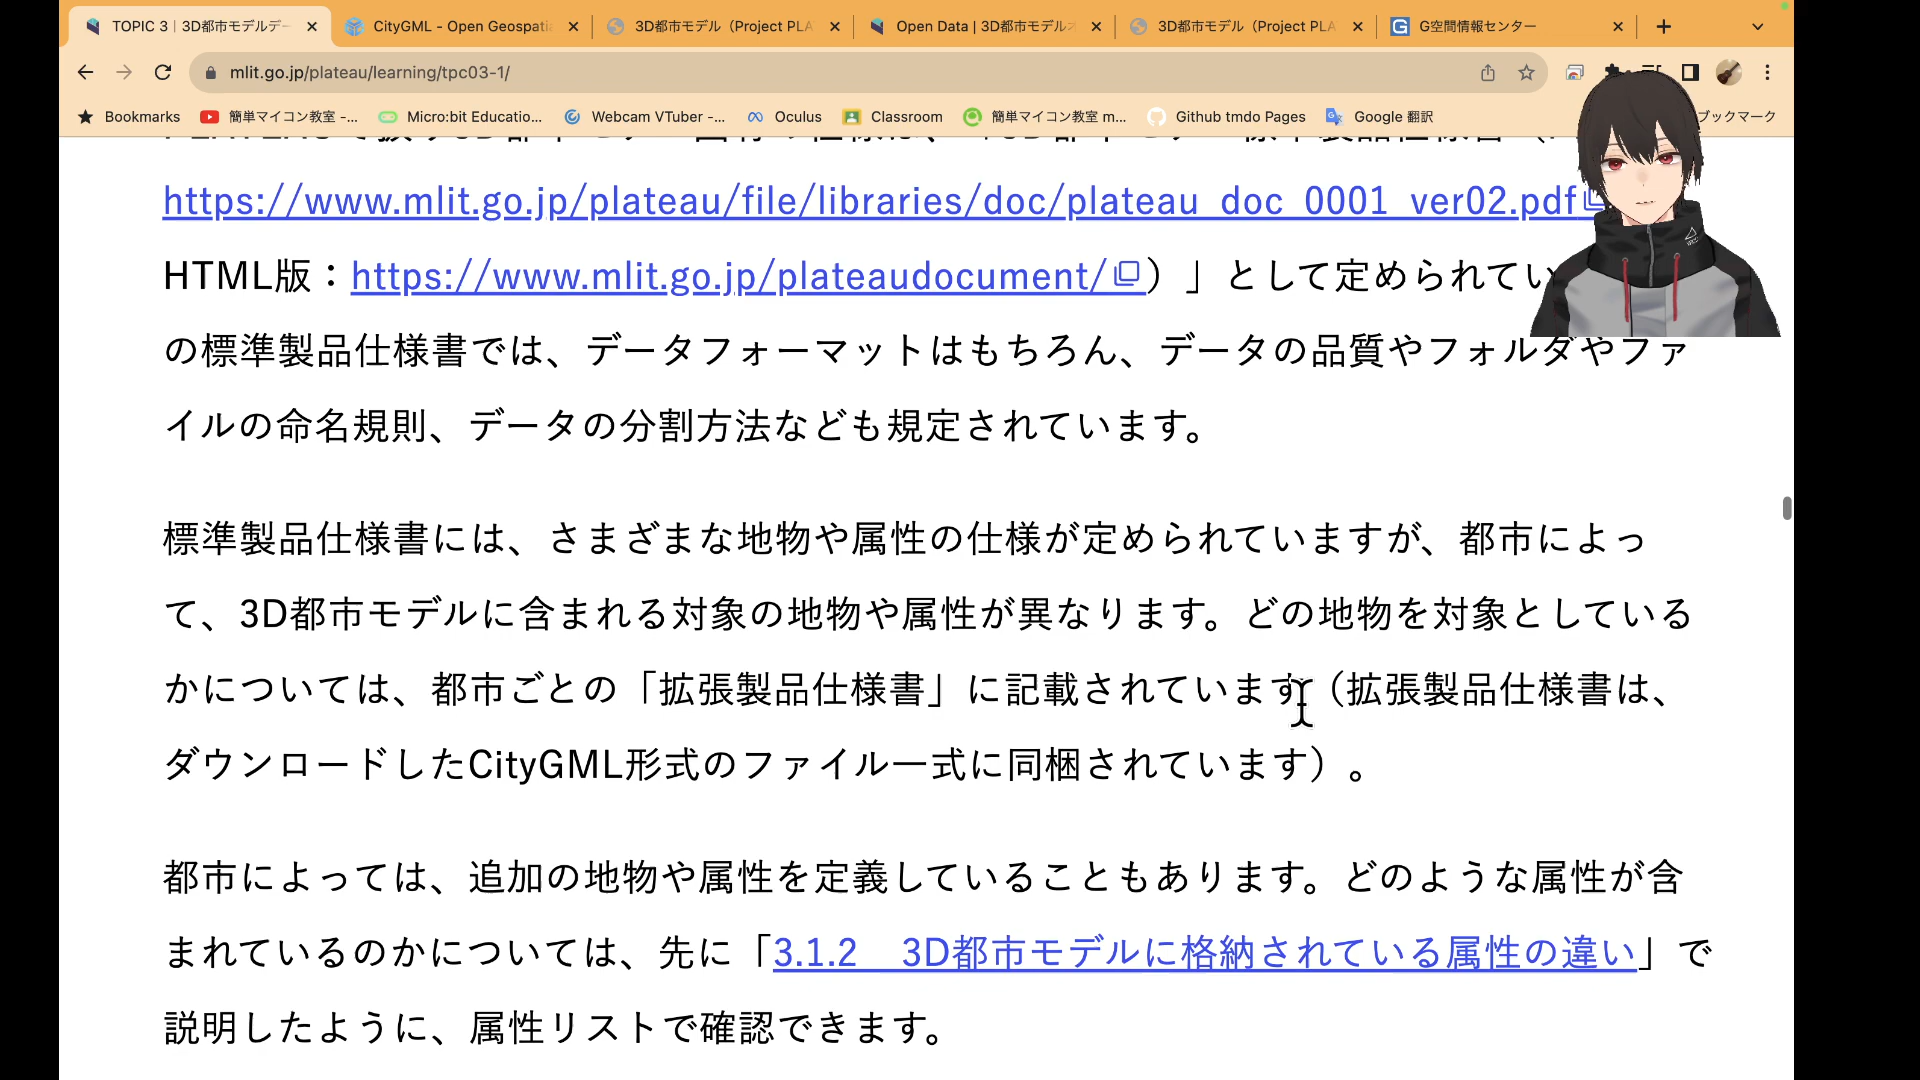 TOPIC 3 | 3D都市モデルデー
CityGML - Open Geospatia
3D都市モデル（Project PLA
Open Data | 3D都市モデルス
3D都市モデル（Project PLA
G空間情報センター
mlit.go.jp/plateau/learning/tpc03-1/
Bookmarks
簡単マイコン教室 -...
Micro:bit Educatio...
Webcam VTuber -...
Oculus
Classroom
簡単マイコン教室 m...
Github tmdo Pages
Google 翻訳
ブックマーク
https://www.mlit.go.jp/plateau/file/libraries/doc/plateau_doc_0001_ver02.pdf
HTML版：https://www.mlit.go.jp/plateaudocument/）」として定められてい
の標準製品仕様書では、データフォーマットはもちろん、データの品質やフォルダやファ
イルの命名規則、データの分割方法なども規定されています。
標準製品仕様書には、さまざまな地物や属性の仕様が定められていますが、都市によっ
て、3D都市モデルに含まれる対象の地物や属性が異なります。どの地物を対象としている
かについては、都市ごとの「拡張製品仕様書」に記載されています（拡張製品仕様書は、
ダウンロードしたCityGML形式のファイル一式に同梱されています）。
都市によっては、追加の地物や属性を定義していることもあります。どのような属性が含
まれているのかについては、先に「3.1.2　3D都市モデルに格納されている属性の違い」で
説明したように、属性リストで確認できます。